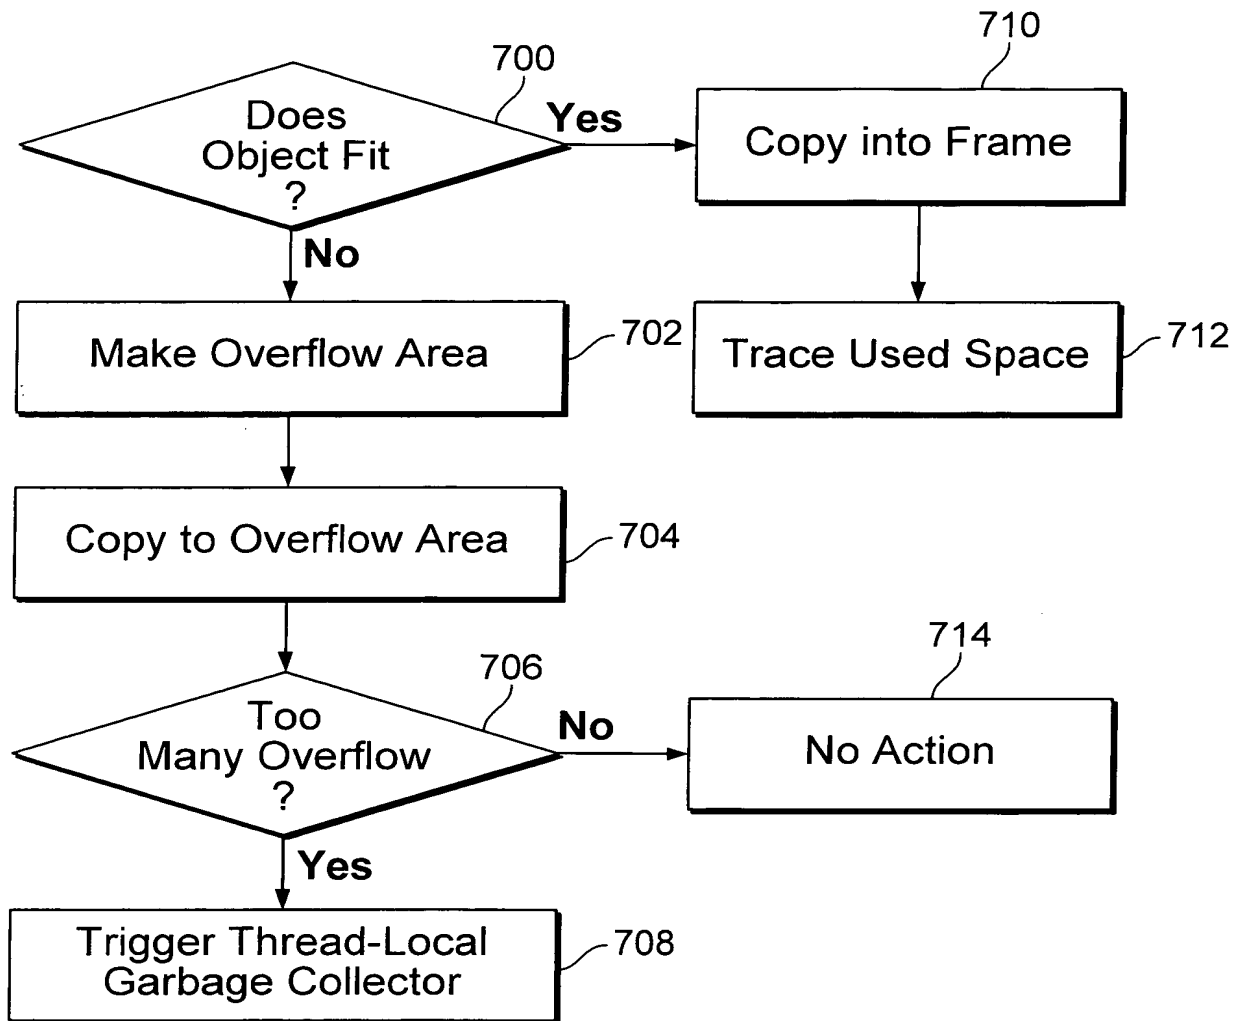 700
Does
Object Fit
?
Yes
710
Copy into Frame
No
Make Overflow Area
702
Trace Used Space
712
Copy to Overflow Area
704
706
Too
Many Overflow
?
No
714
No Action
Yes
Trigger Thread-Local
Garbage Collector
708